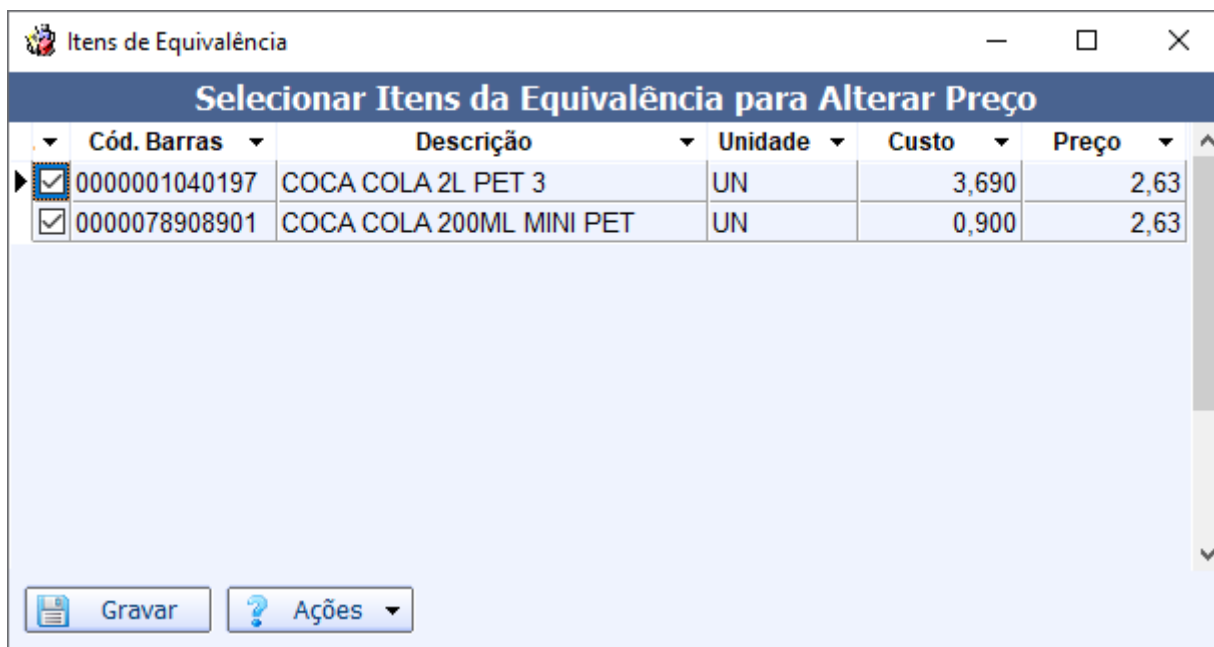 Itens de Equivalência
Selecionar Itens da Equivalência para Alterar Preço
. Cód. Barras Descrição Unidade Custo Preço
0000001040197 COCA COLA 2L PET 3 UN 3,690 2,63
0000078908901 COCA COLA 200ML MINI PET UN 0,900 2,63
Gravar ? Ações